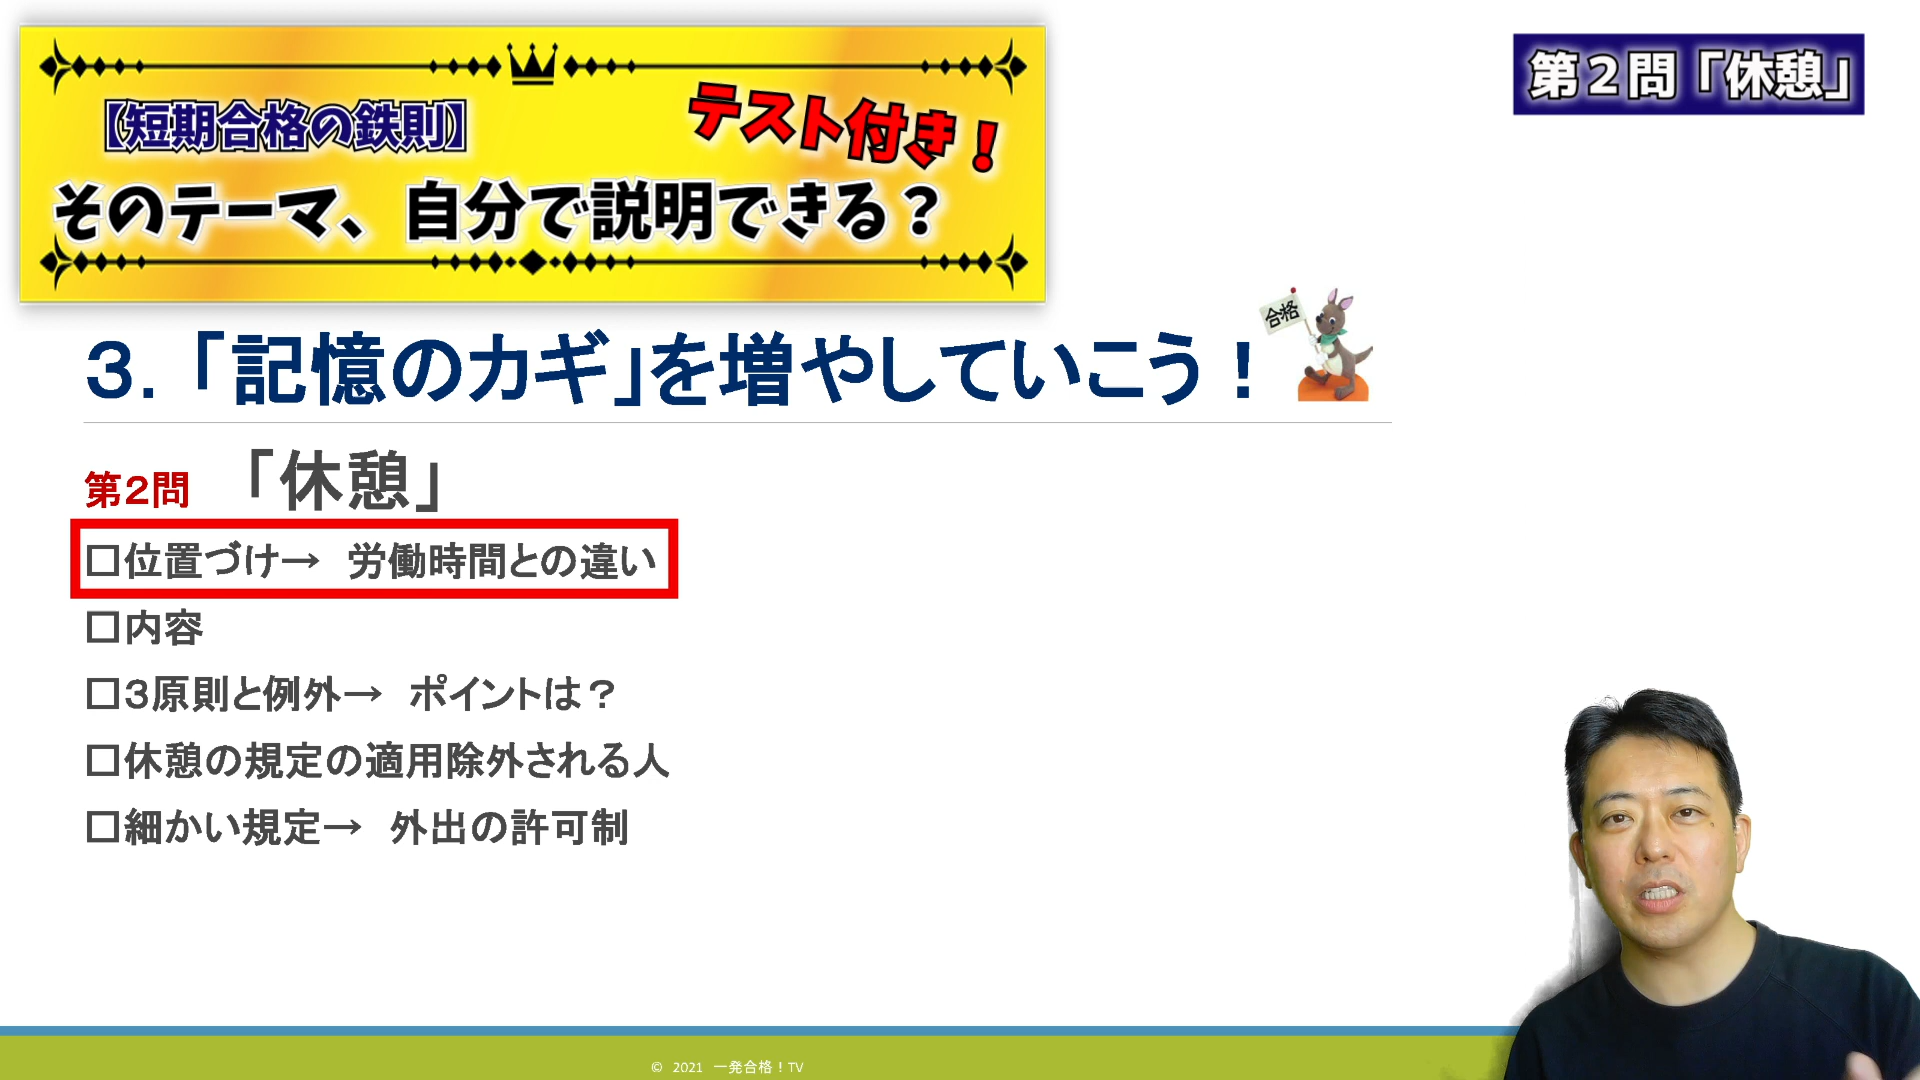 【短期合格の鉄則】
テスト付き！
そのテーマ、自分で説明できる？
第２問「休憩」
合格
３．「記憶のカギ」を増やしていこう！
第2問 「休憩」
□位置づけ→ 労働時間との違い
□内容
□3原則と例外→ ポイントは？
□休憩の規定の適用除外される人
□細かい規定→ 外出の許可制
© 2021 一発合格！TV